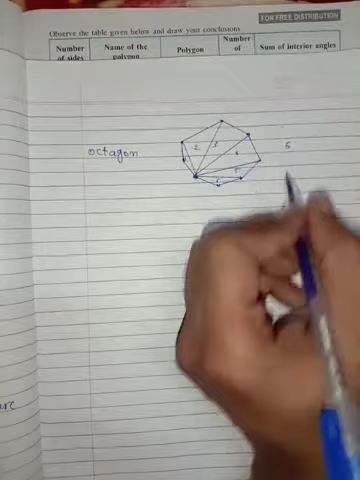 FOR FREE DISTRIBUTION
Observe the table given below and draw your conclusions
Number of sides
Name of the polygon
Polygon
Number of
Sum of interior angles
octagon
2
3
4
6